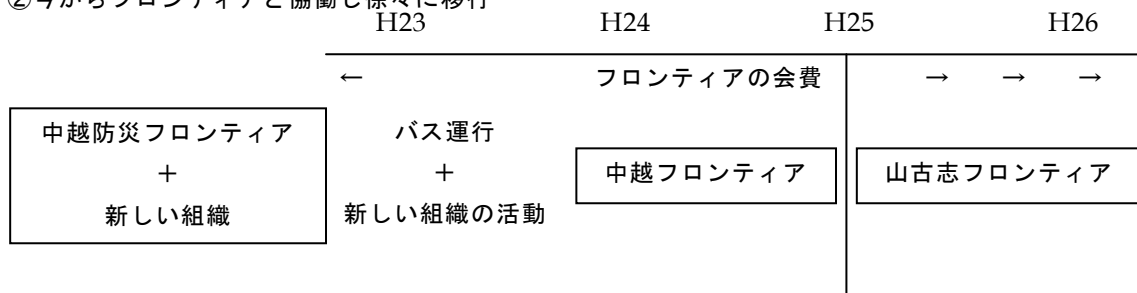 ②今からフロンティアと協働し徐々に移行
H23 H24 H25 H26
← フロンティアの会費 → → →
中越防災フロンティア
+
新しい組織
バス運行
+
新しい組織の活動
中越フロンティア
山古志フロンティア